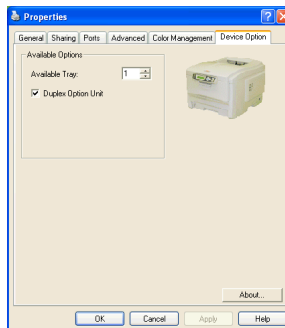 Properties
General Sharing Ports Advanced Color Management Device Option
Available Options
Available Tray: 1
Duplex Option Unit
About...
OK Cancel Apply Help